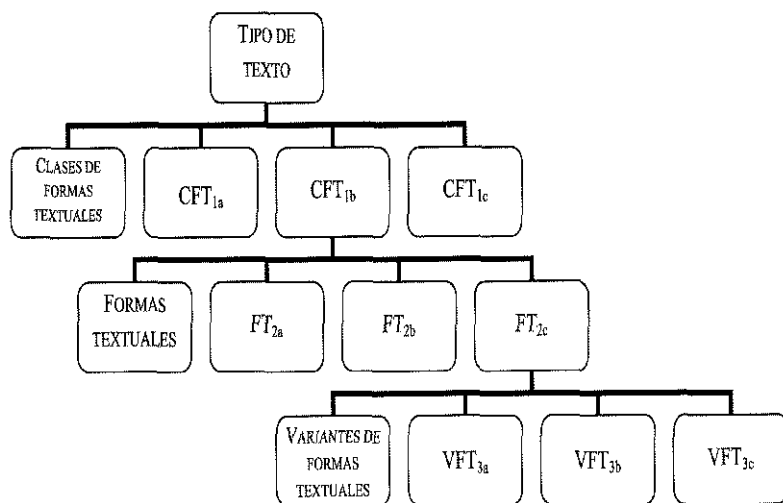 TIPO DE
TEXTO
CLASES DE
FORMAS
TEXTUALES
CFT1a
CFT1b
CFT1c
FORMAS
TEXTUALES
FT2a
FT2b
FT2c
VARIANTES DE
FORMAS
TEXTUALES
VFT3a
VFT3b
VFT3c